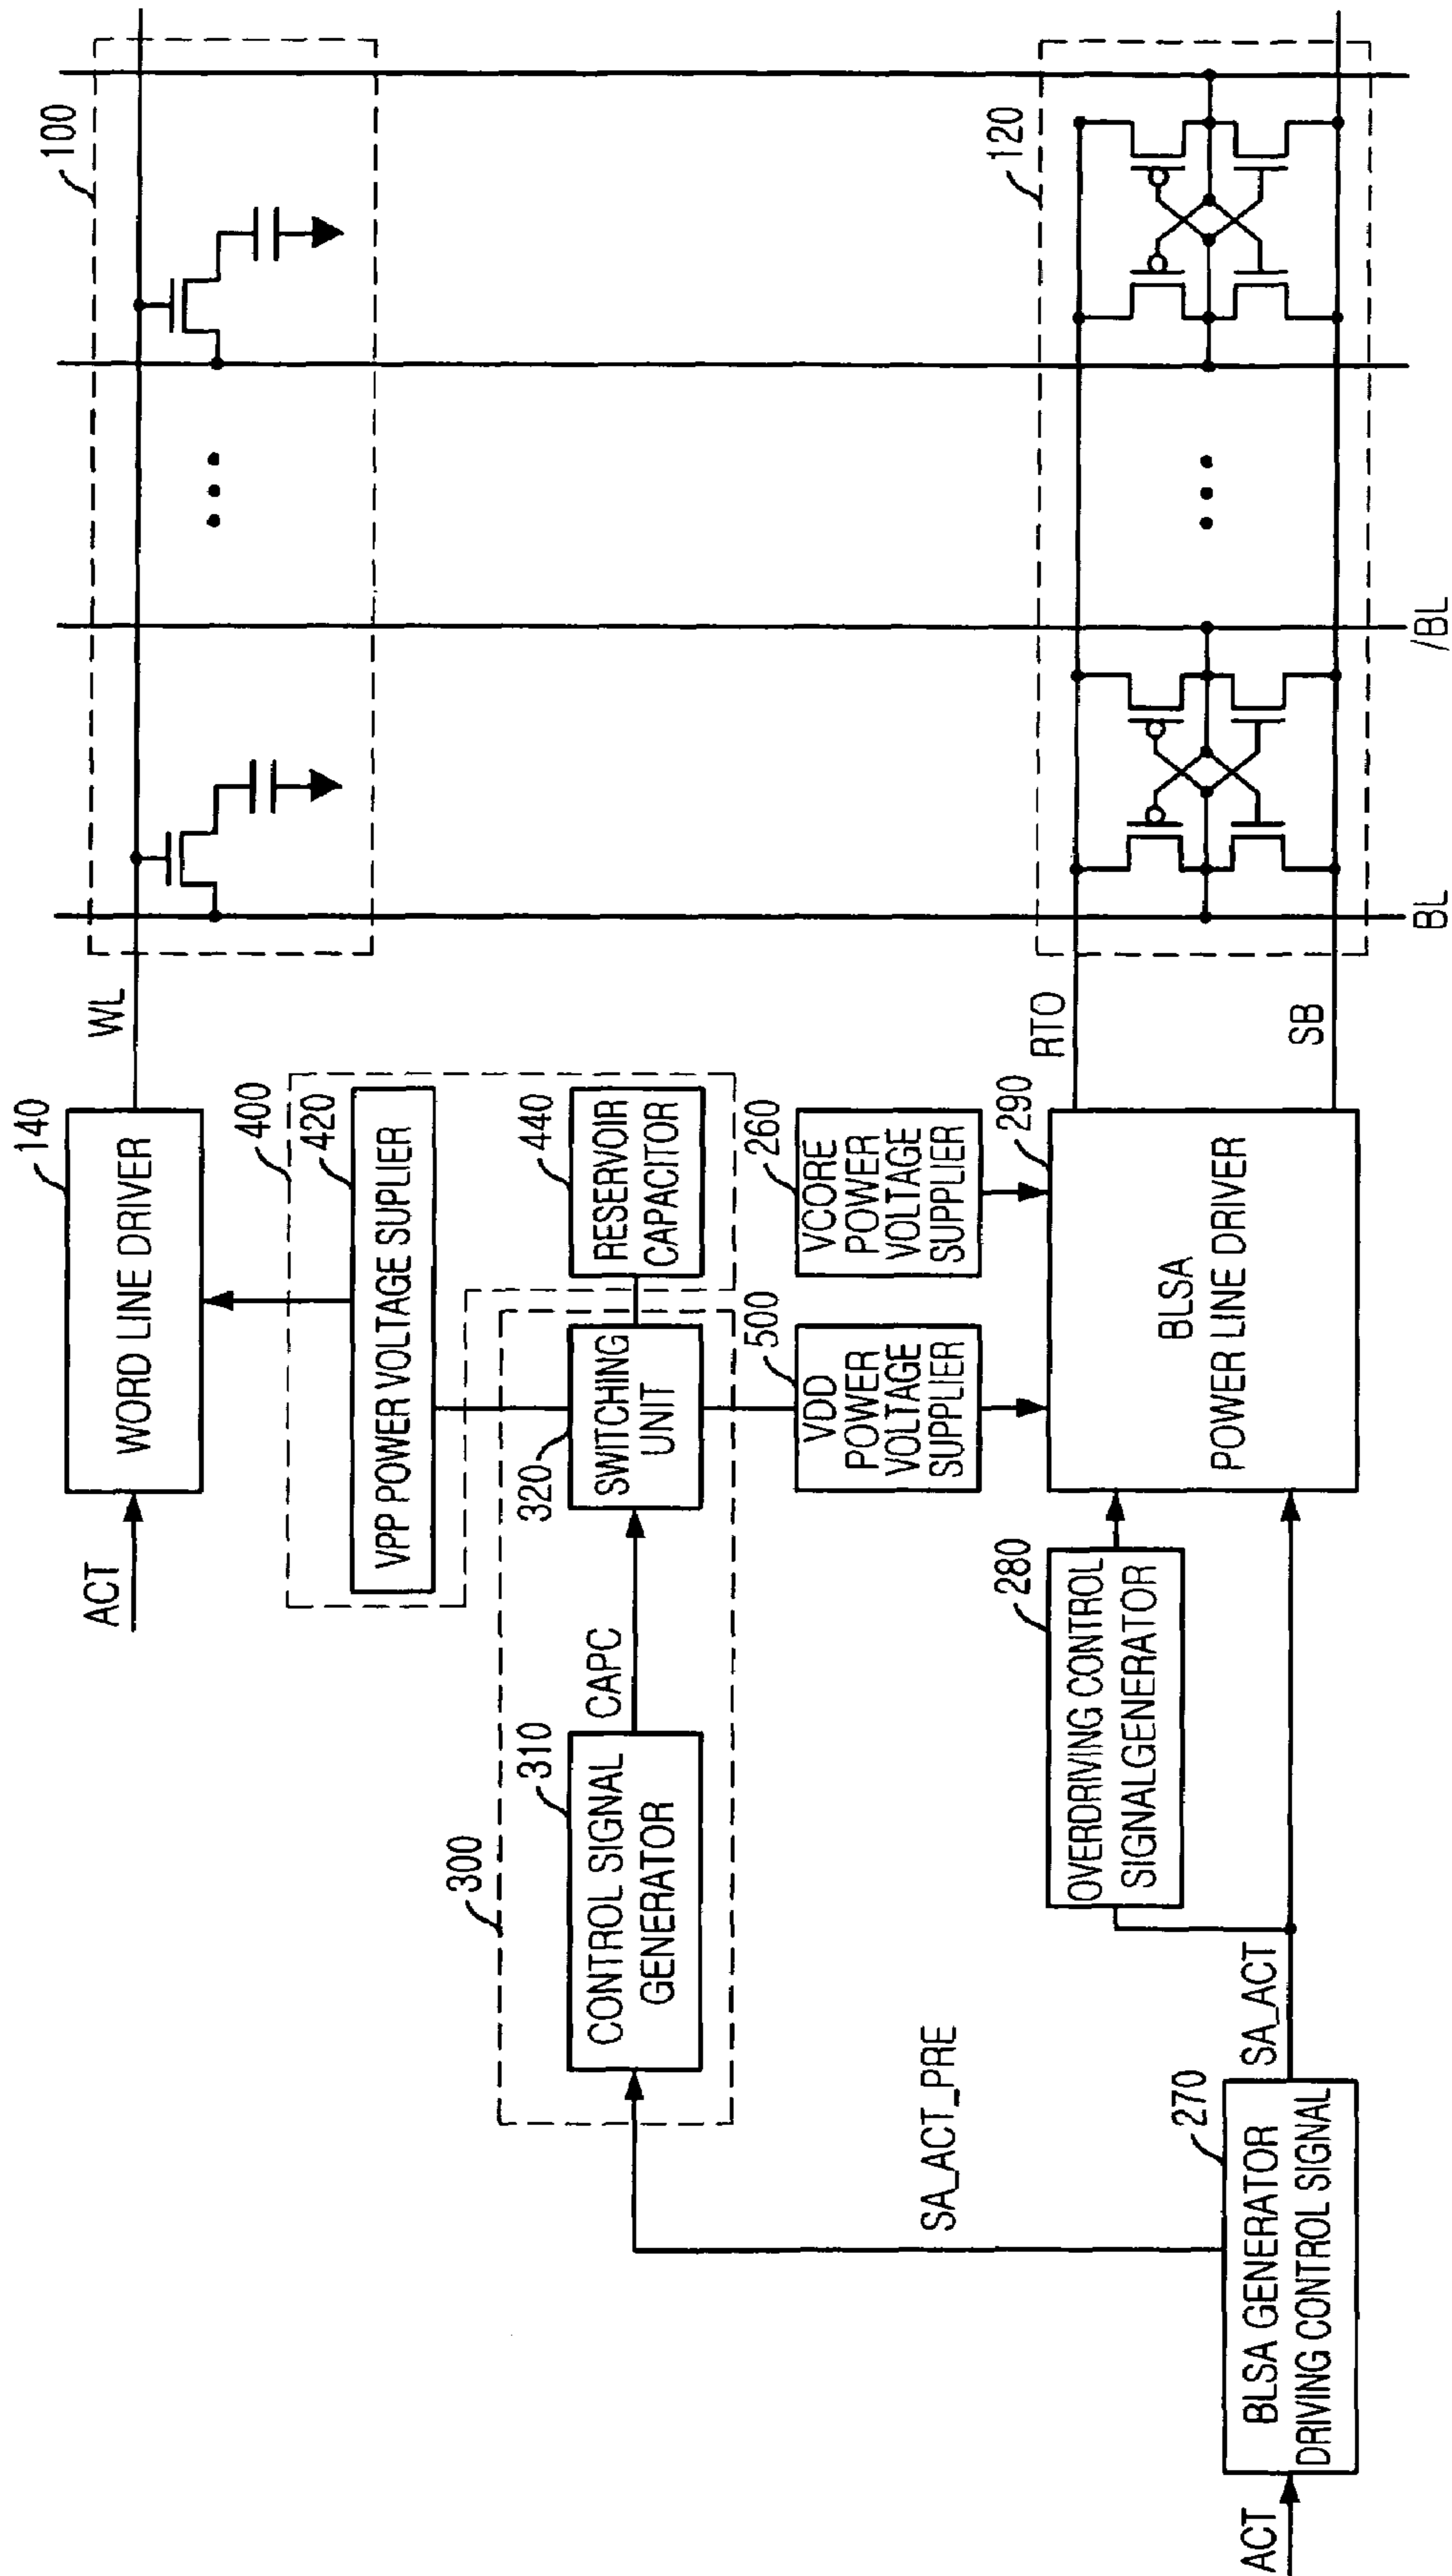 ACT
WORD LINE DRIVER
140
WL
100
400
VPP POWER VOLTAGE SUPLIER
420
300
CONTROL SIGNAL
GENERATOR
310
CAPC
SWITCHING
UNIT
320
RESERVOIR
CAPACITOR
440
VDD
POWER
VOLTAGE
SUPPLIER
500
VCORE
POWER
VOLTAGE
SUPPLIER
260
SA_ACT_PRE
ACT
BLSA GENERATOR
DRIVING CONTROL SIGNAL
270
SA_ACT
OVERDRIVING CONTROL
SIGNALGENERATOR
280
BLSA
POWER LINE DRIVER
290
RTO
SB
120
BL
/BL